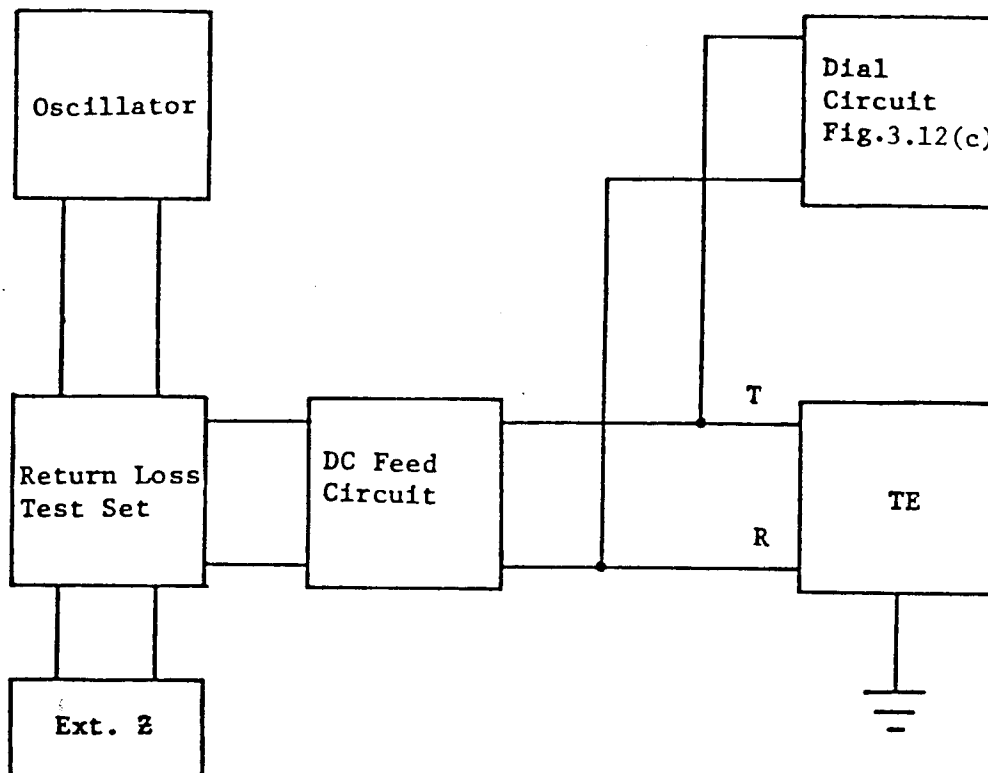 Oscillator
Dial
Circuit
Fig.3.12(c)
Return Loss
Test Set
DC Feed
Circuit
T
R
TE
Ext. Z